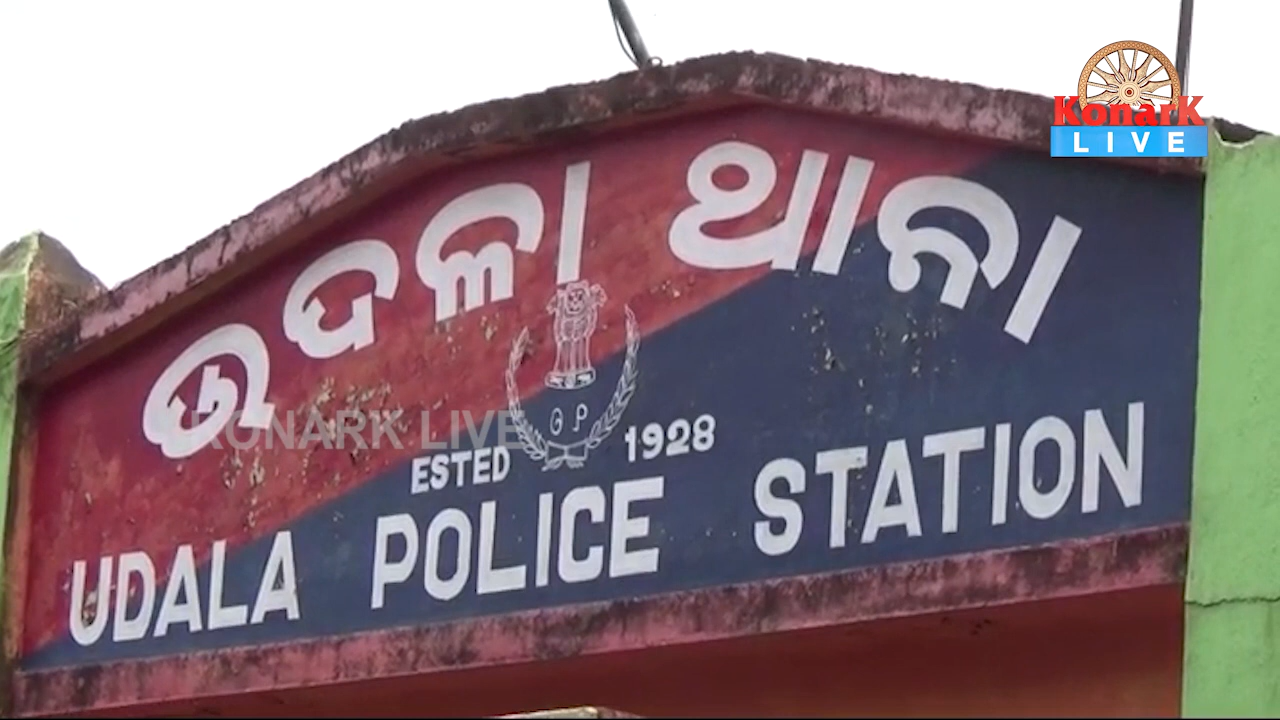 Konark
LIVE
ଉଦଳା ଥାନା
KONARK LIVE
ESTED 1928
UDALA POLICE STATION